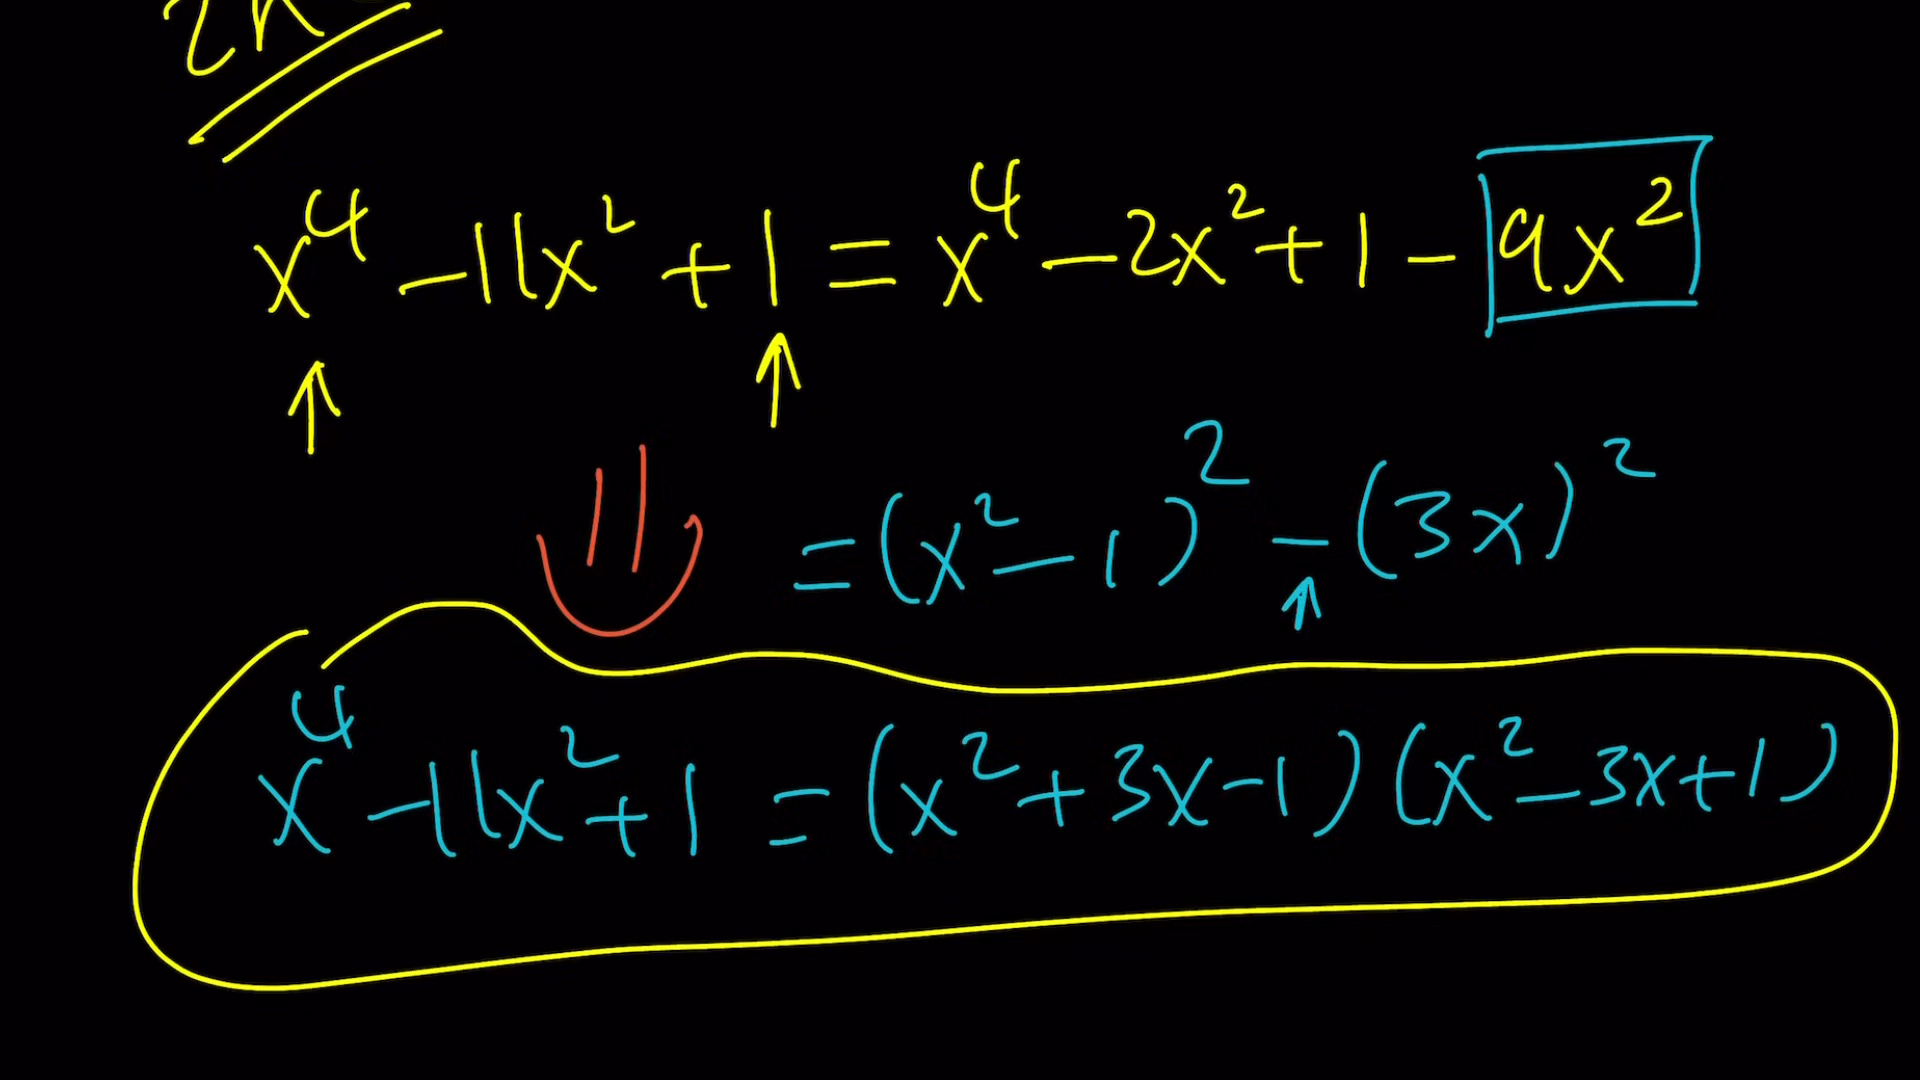 x⁴ - 11x² + 1 = x⁴ - 2x² + 1 - 9x²
= (x² - 1)² - (3x)²
x⁴ - 11x² + 1 = (x² + 3x - 1)(x² - 3x + 1)